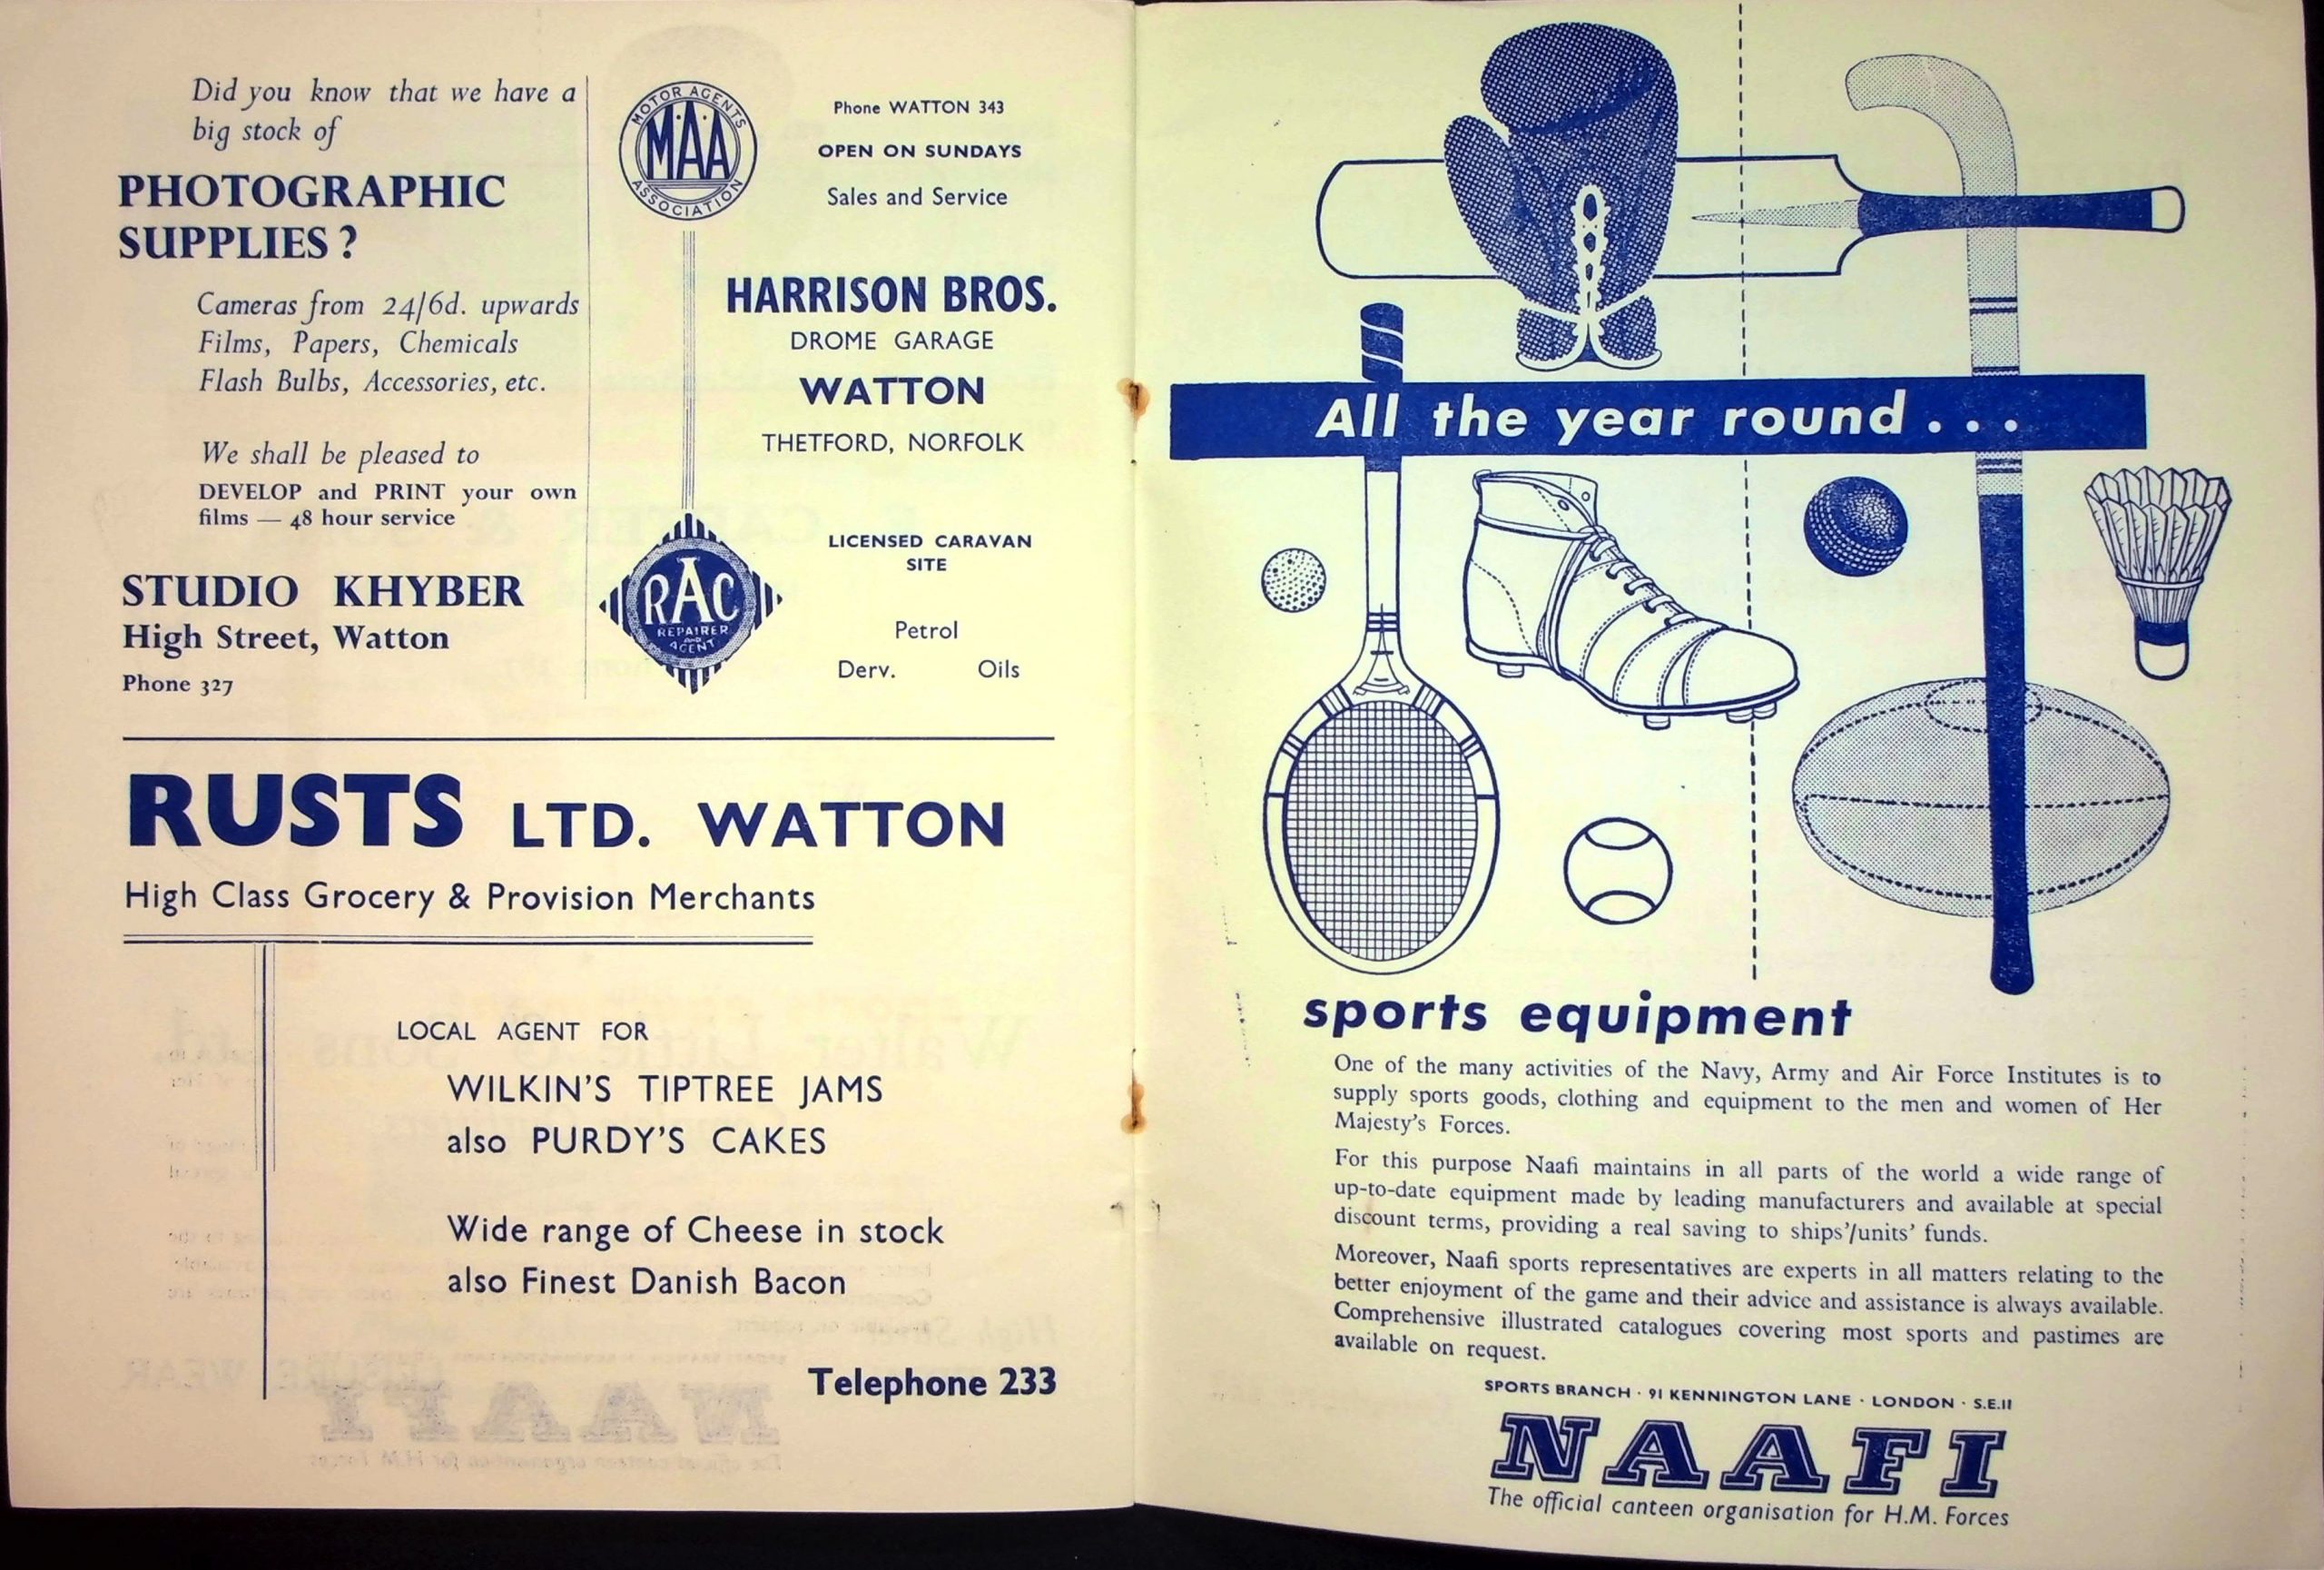 Did you know that we have a
big stock of
PHOTOGRAPHIC
SUPPLIES?
Cameras from 24/6d. upwards
Films, Papers, Chemicals
Flash Bulbs, Accessories, etc.
We shall be pleased to
DEVELOP and PRINT your own
films — 48 hour service
STUDIO KHYBER
High Street, Watton
Phone 327
MOTOR AGENTS
M.A.A
ASSOCIATION
Phone WATTON 343
OPEN ON SUNDAYS
Sales and Service
HARRISON BROS.
DROME GARAGE
WATTON
THETFORD, NORFOLK
RAC
REPAIRER
AND
AGENT
LICENSED CARAVAN
SITE
Petrol
Derv. Oils
RUSTS LTD. WATTON
High Class Grocery & Provision Merchants
LOCAL AGENT FOR
WILKIN'S TIPTREE JAMS
also PURDY'S CAKES
Wide range of Cheese in stock
also Finest Danish Bacon
Telephone 233
All the year round . . .
sports equipment
One of the many activities of the Navy, Army and Air Force Institutes is to
supply sports goods, clothing and equipment to the men and women of Her
Majesty's Forces.
For this purpose Naafi maintains in all parts of the world a wide range of
up-to-date equipment made by leading manufacturers and available at special
discount terms, providing a real saving to ships'/units' funds.
Moreover, Naafi sports representatives are experts in all matters relating to the
better enjoyment of the game and their advice and assistance is always available.
Comprehensive illustrated catalogues covering most sports and pastimes are
available on request.
SPORTS BRANCH · 91 KENNINGTON LANE · LONDON · S.E.11
NAAFI
The official canteen organisation for H.M. Forces